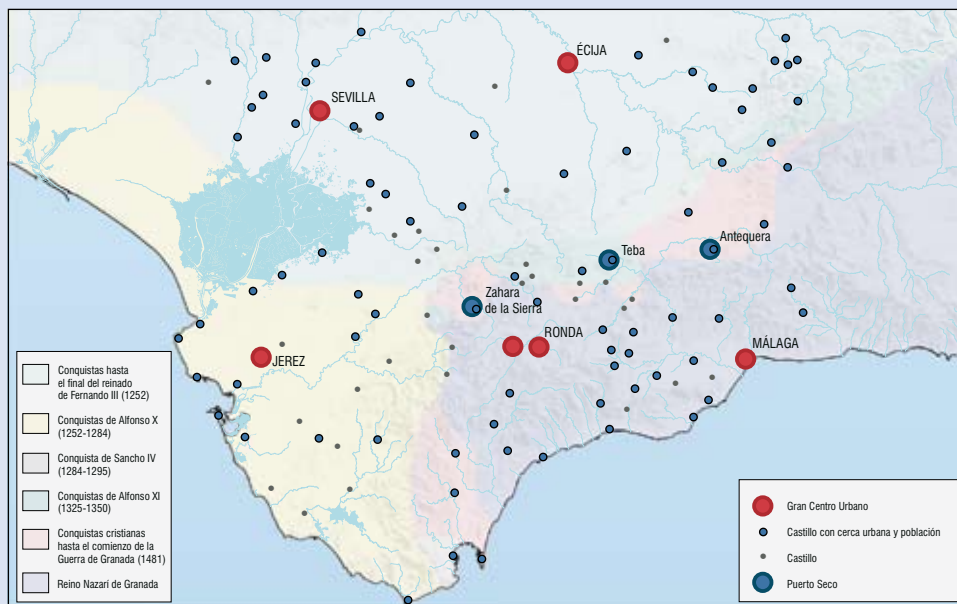 ÉCIJA
SEVILLA
Antequera
Teba
Zahara
de la Sierra
RONDA
MÁLAGA
JEREZ
Conquistas hasta
el final del reinado
de Fernando III (1252)
Conquistas de Alfonso X
(1252-1284)
Conquista de Sancho IV
(1284-1295)
Conquistas de Alfonso XI
(1325-1350)
Conquistas cristianas
hasta el comienzo de la
Guerra de Granada (1481)
Reino Nazarí de Granada
Gran Centro Urbano
Castillo con cerca urbana y población
Castillo
Puerto Seco